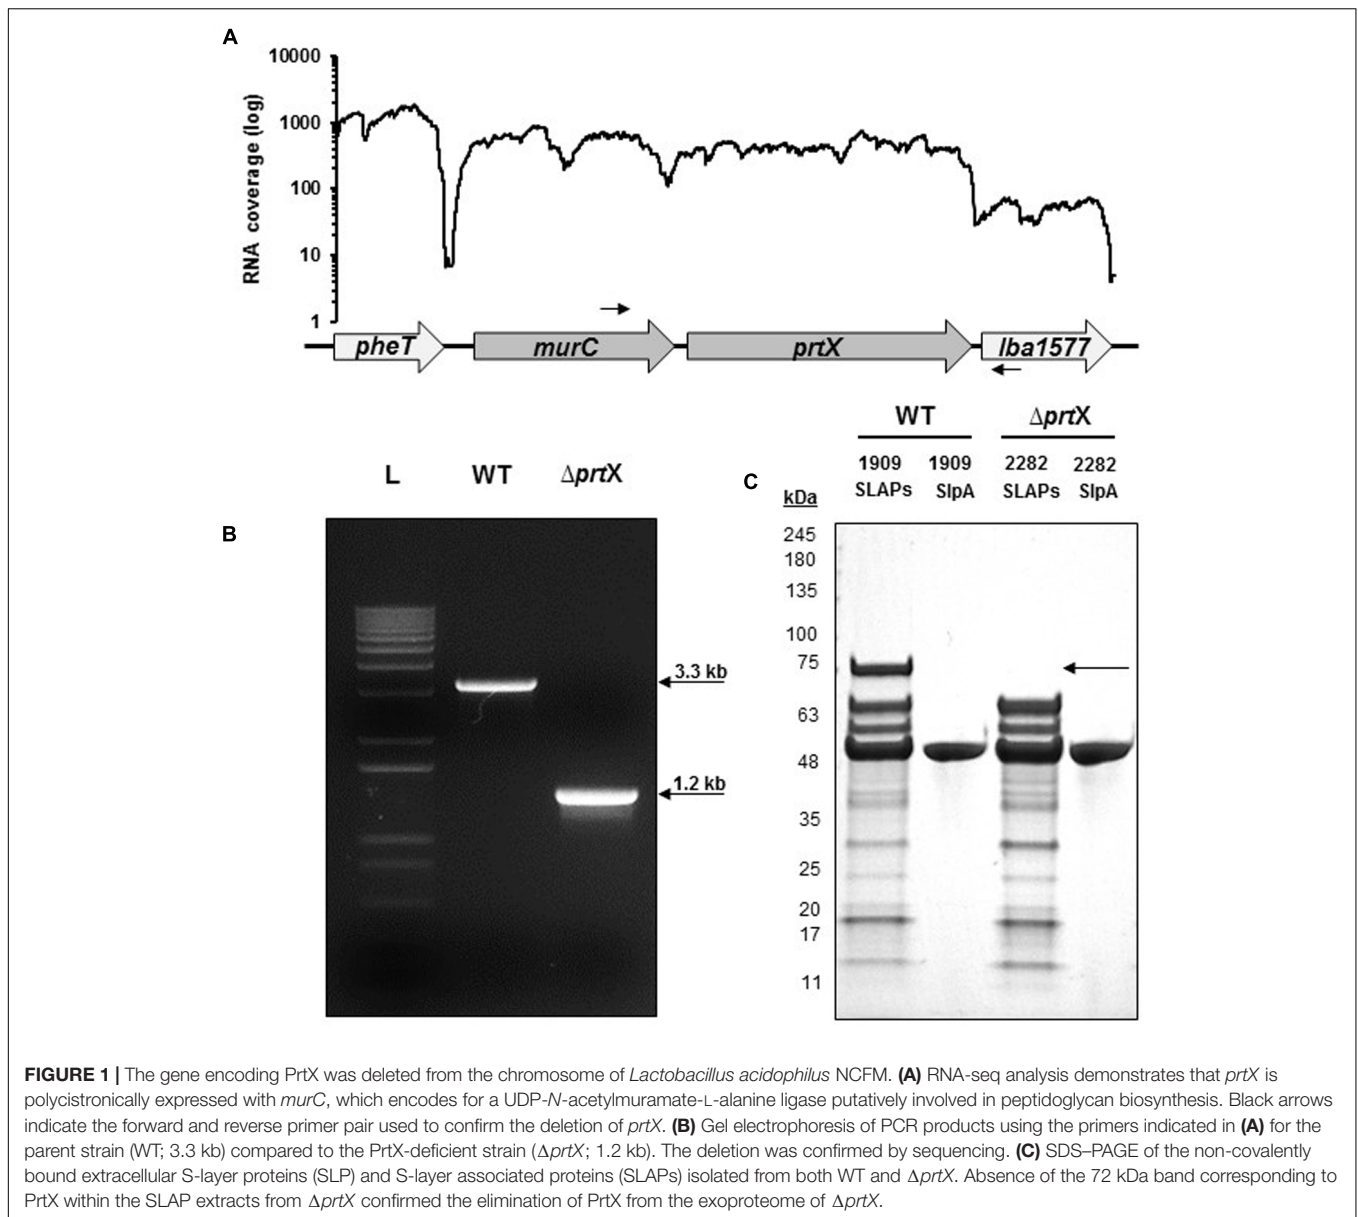 A
RNA coverage (log)
10000
1000
100
10
1
pheT
murC
prtX
lba1577
L
WT
ΔprtX
B
3.3 kb
1.2 kb
WT
ΔprtX
1909 SLAPs
1909 SlpA
2282 SLAPs
2282 SlpA
C
kDa
245
180
135
100
75
63
48
35
25
20
17
11
FIGURE 1 | The gene encoding PrtX was deleted from the chromosome of Lactobacillus acidophilus NCFM. (A) RNA-seq analysis demonstrates that prtX is
polycistronically expressed with murC, which encodes for a UDP-N-acetylmuramate-L-alanine ligase putatively involved in peptidoglycan biosynthesis. Black arrows
indicate the forward and reverse primer pair used to confirm the deletion of prtX. (B) Gel electrophoresis of PCR products using the primers indicated in (A) for the
parent strain (WT; 3.3 kb) compared to the PrtX-deficient strain (ΔprtX; 1.2 kb). The deletion was confirmed by sequencing. (C) SDS–PAGE of the non-covalently
bound extracellular S-layer proteins (SLP) and S-layer associated proteins (SLAPs) isolated from both WT and ΔprtX. Absence of the 72 kDa band corresponding to
PrtX within the SLAP extracts from ΔprtX confirmed the elimination of PrtX from the exoproteome of ΔprtX.